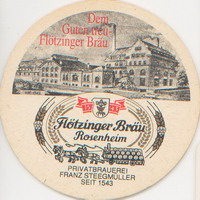 Dem
Guten treu
Flötzinger Bräu
Flötzinger Bräu
Rosenheim
PRIVATBRAUEREI
FRANZ STEEGMÜLLER
SEIT 1543